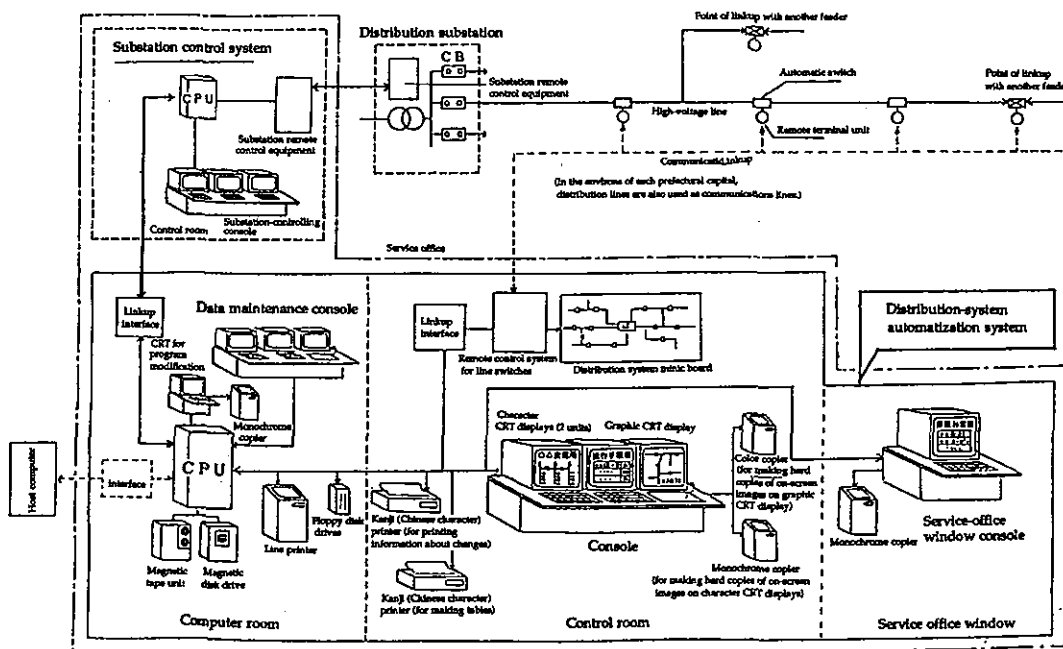 Substation control system
CPU
Substation remote
control equipment
Substation-controlling
console
Control room
Distribution substation
CB
Substation remote
control equipment
Point of linkup with another feeder
Automatic switch
Point of linkup
with another feeder
High-voltage line
Remote terminal unit
(In the environs of each prefectural capital,
distribution lines are also used as communications lines.)
Service office
Linkup
interface
Data maintenance console
CRT for
program
modification
Monochrome
copier
CPU
Host computer
interface
Magnetic
tape unit
Magnetic
disk drive
Line printer
Floppy disk
drives
Computer room
Linkup
interface
Remote control system
for line switches
Distribution system mimic board
Distribution-system
automatization system
Kanji (Chinese character)
printer (for printing
information about changes)
Kanji (Chinese character)
printer (for making tables)
Character
CRT displays (2 units)
Graphic CRT display
Console
Color copier
(for making hard
copies of on-screen
images on graphic
CRT display)
Monochrome copier
(for making hard copies of on-screen
images on character CRT displays)
Control room
Monochrome copier
Service-office
window console
Service office window